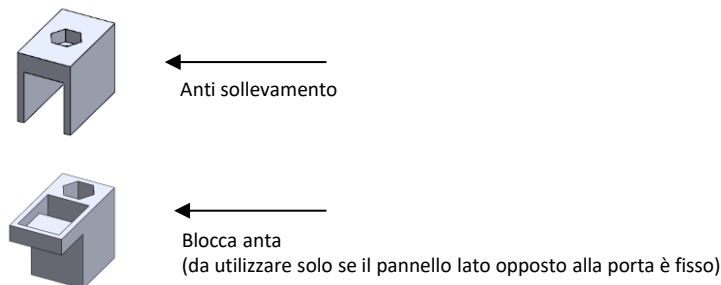 Anti sollevamento
Blocca anta
(da utilizzare solo se il pannello lato opposto alla porta è fisso)